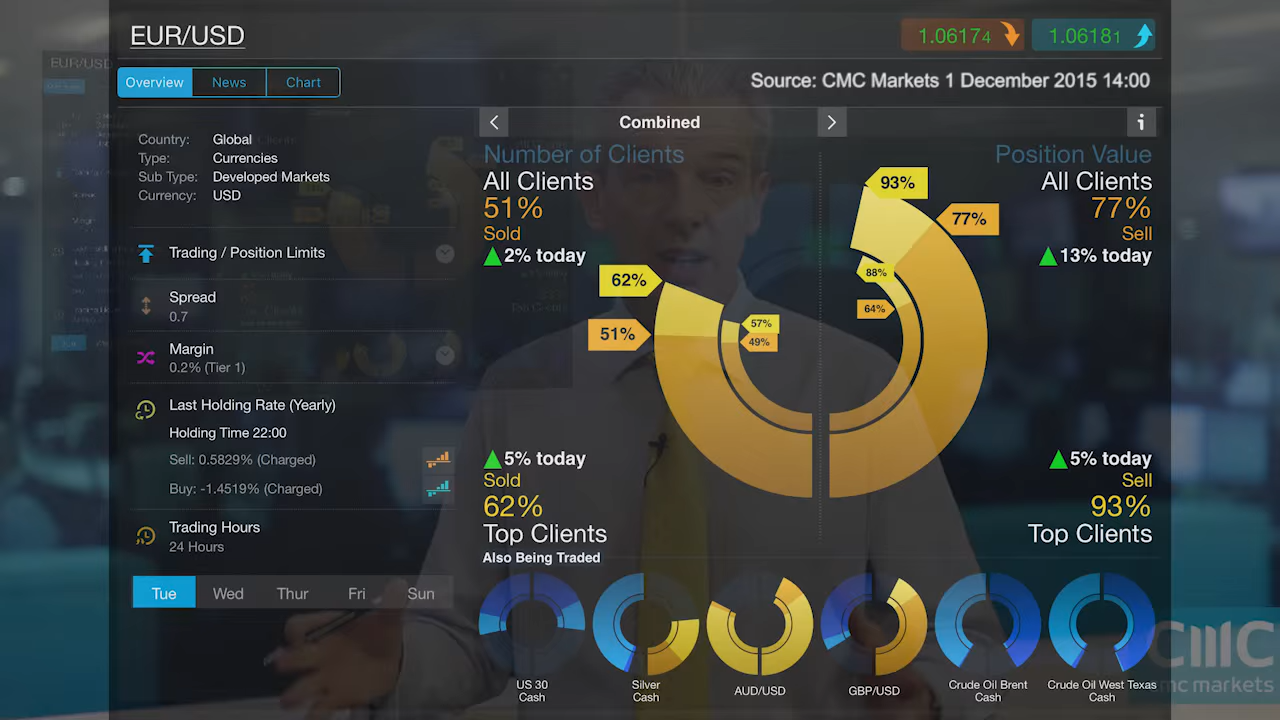 EUR/USD
1.06174
1.06181
EUR/USD
Overview
News
Chart
Source: CMC Markets 1 December 2015 14:00
Country: Global
Type: Currencies
Sub Type: Developed Markets
Currency: USD
Combined
i
Number of Clients
All Clients
51%
Sold
2% today
Position Value
All Clients
77%
Sell
13% today
93%
77%
88%
64%
62%
51%
57%
49%
Trading / Position Limits
Spread
0.7
Margin
0.2% (Tier 1)
Last Holding Rate (Yearly)
Holding Time 22:00
Sell: 0.5829% (Charged)
Buy: -1.4519% (Charged)
Trading Hours
24 Hours
Tue
Wed
Thur
Fri
Sun
5% today
Sold
62%
Top Clients
5% today
Sell
93%
Top Clients
Also Being Traded
US 30
Cash
Silver
Cash
AUD/USD
GBP/USD
Crude Oil Brent
Cash
Crude Oil West Texas
Cash
CMC
cmc markets